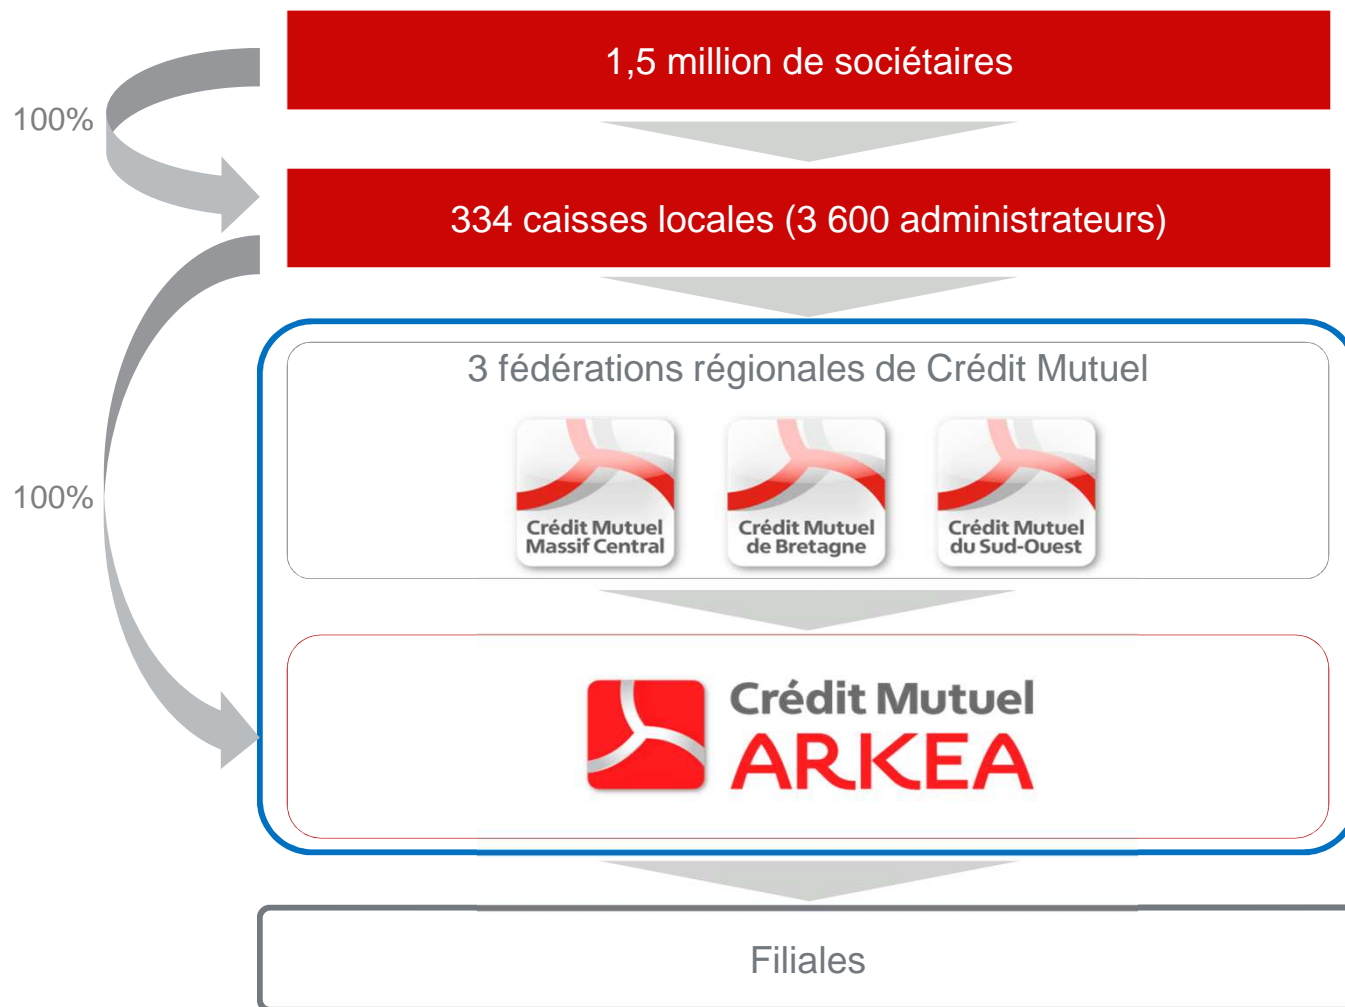 1,5 million de sociétaires
100%
334 caisses locales (3 600 administrateurs)
3 fédérations régionales de Crédit Mutuel
100%
Crédit Mutuel
Massif Central
Crédit Mutuel
de Bretagne
Crédit Mutuel
du Sud-Ouest
Crédit Mutuel
ARKEA
Filiales